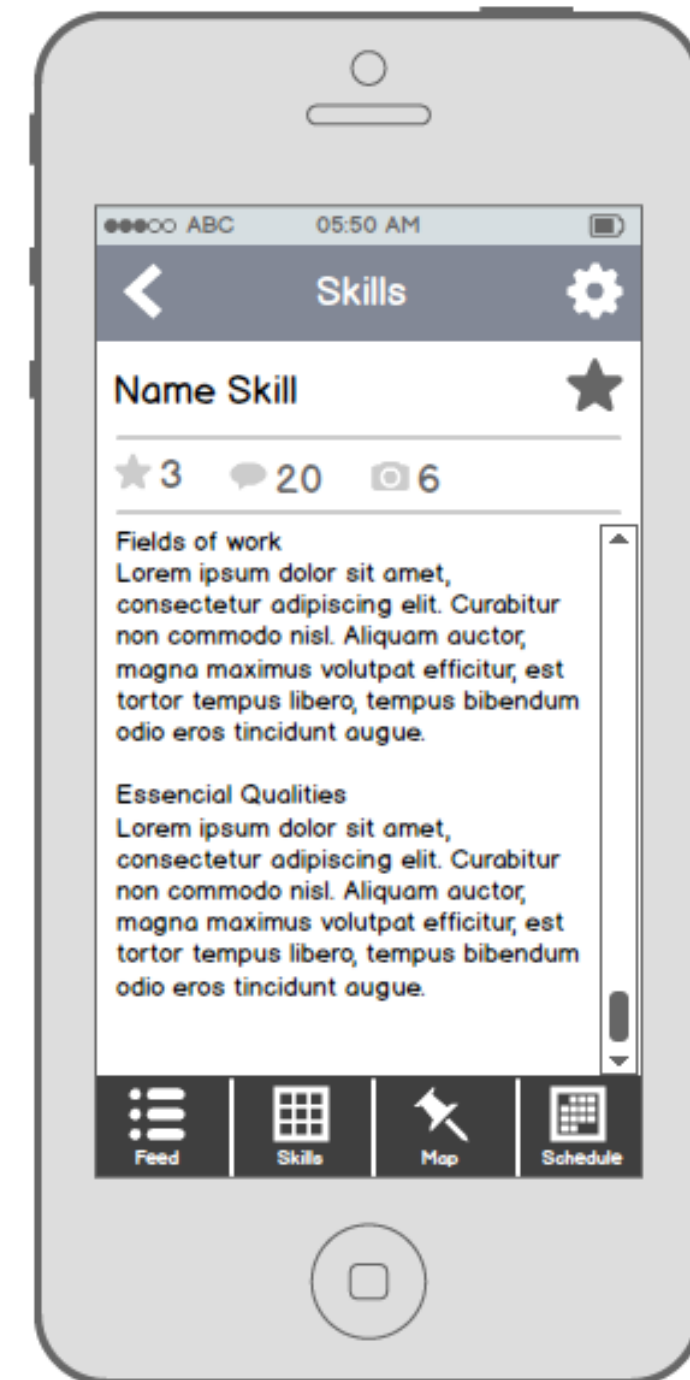 ABC 05:50 AM
Skills
Name Skill
3 20 6
Fields of work
Lorem ipsum dolor sit amet,
consectetur adipiscing elit. Curabitur
non commodo nisl. Aliquam auctor,
magna maximus volutpat efficitur, est
tortor tempus libero, tempus bibendum
odio eros tincidunt augue.
Essencial Qualities
Lorem ipsum dolor sit amet,
consectetur adipiscing elit. Curabitur
non commodo nisl. Aliquam auctor,
magna maximus volutpat efficitur, est
tortor tempus libero, tempus bibendum
odio eros tincidunt augue.
Feed Skills Map Schedule